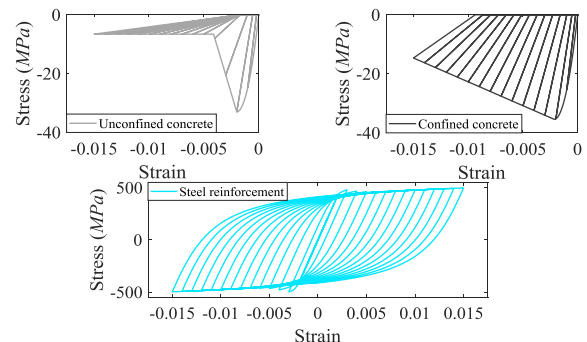 0
-20
-40
Stress (MPa)
Unconfined concrete
-0.015 -0.01 -0.005 0
Strain
0
-20
-40
Stress (MPa)
Confined concrete
-0.015 -0.01 -0.005 0
Strain
500
0
-500
Stress (MPa)
Steel reinforcement
-0.015 -0.01 -0.005 0 0.005 0.01 0.015
Strain